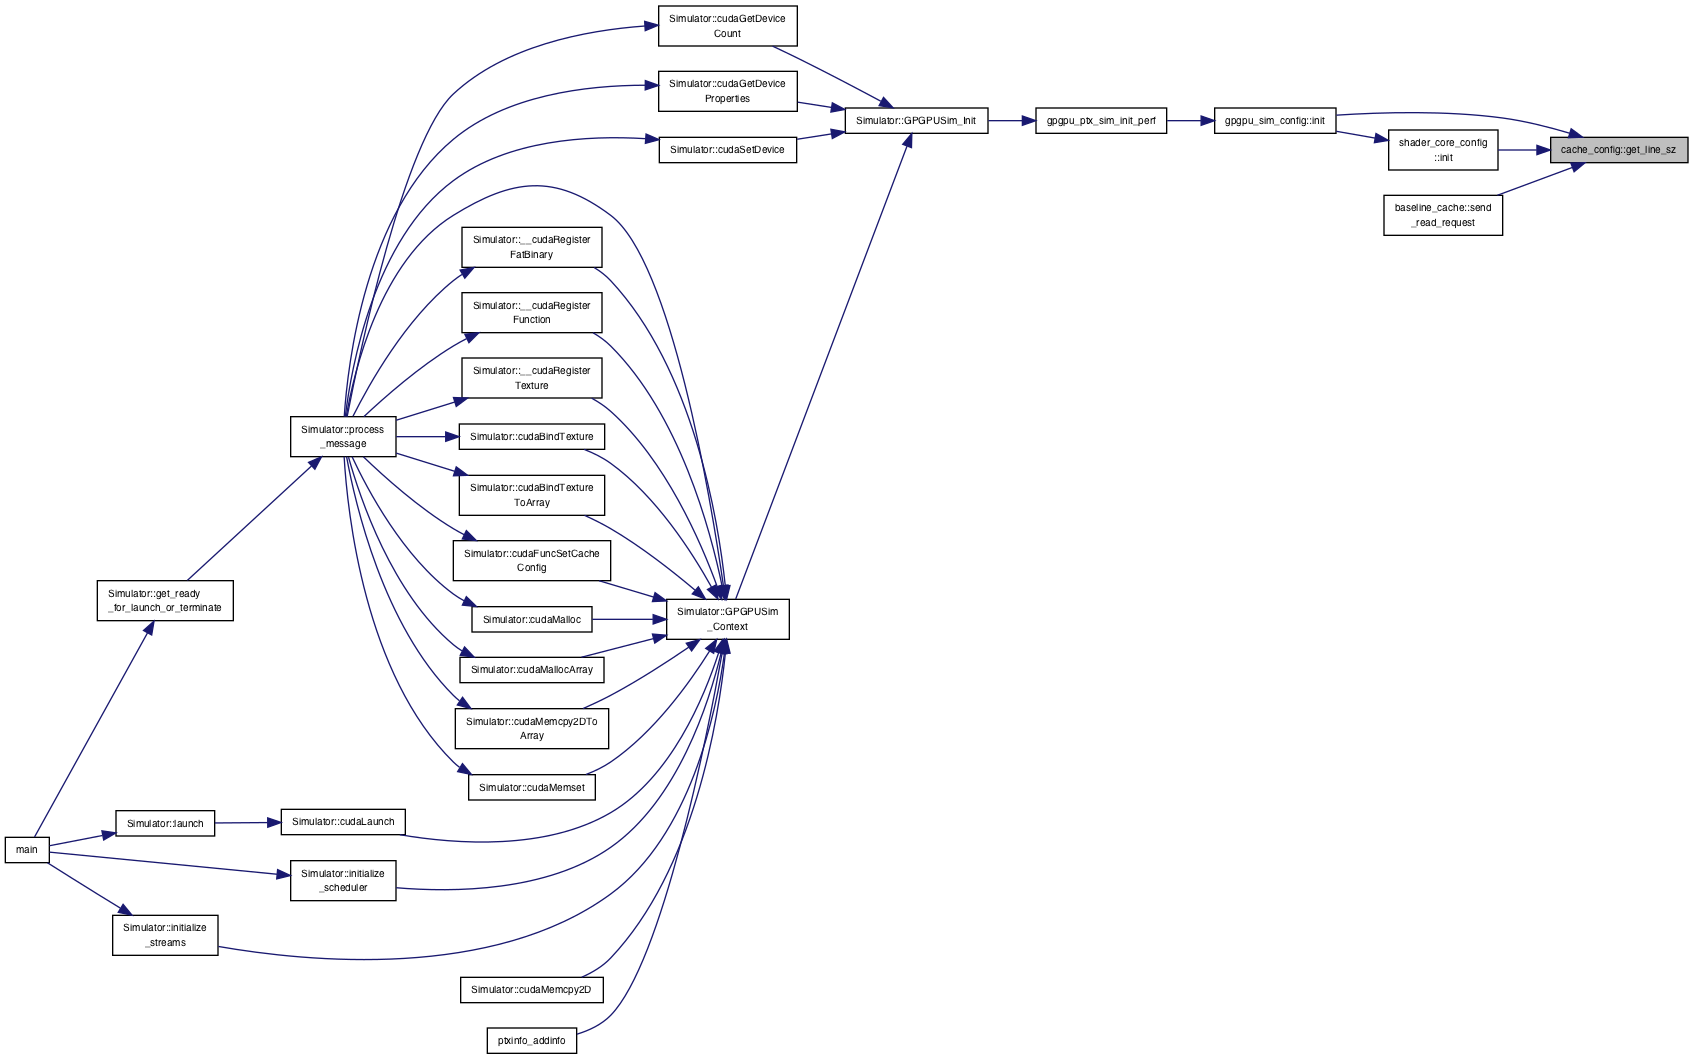 Simulator::cudaGetDevice
Count
Simulator::cudaGetDevice
Properties
Simulator::GPGPUSim_Init
gpgpu_ptx_sim_init_perf
gpgpu_sim_config::init
shader_core_config
::init
cache_config::get_line_sz
Simulator::cudaSetDevice
baseline_cache::send
_read_request
Simulator::__cudaRegister
FatBinary
Simulator::__cudaRegister
Function
Simulator::__cudaRegister
Texture
Simulator::process
_message
Simulator::cudaBindTexture
Simulator::cudaBindTexture
ToArray
Simulator::cudaFuncSetCache
Config
Simulator::get_ready
_for_launch_or_terminate
Simulator::cudaMalloc
Simulator::GPGPUSim
_Context
Simulator::cudaMallocArray
Simulator::cudaMemcpy2DTo
Array
Simulator::cudaMemset
Simulator::launch
Simulator::cudaLaunch
main
Simulator::initialize
_scheduler
Simulator::initialize
_streams
Simulator::cudaMemcpy2D
ptxinfo_addinfo